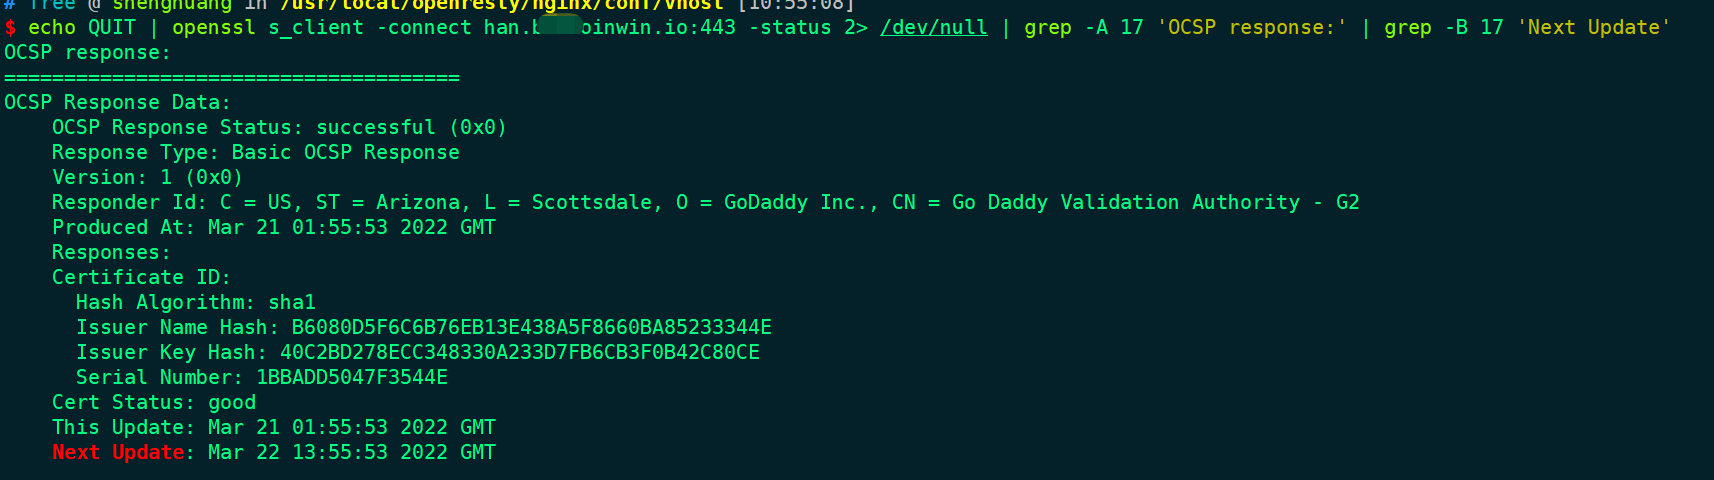 # free @ shenghuang in /usr/local/openresty/nginx/conf/vhost [10:55:08]
$ echo QUIT | openssl s_client -connect han. binwin.io:443 -status 2> /dev/null | grep -A 17 'OCSP response:' | grep -B 17 'Next Update'
OCSP response:
======================================
OCSP Response Data:
    OCSP Response Status: successful (0x0)
    Response Type: Basic OCSP Response
    Version: 1 (0x0)
    Responder Id: C = US, ST = Arizona, L = Scottsdale, O = GoDaddy Inc., CN = Go Daddy Validation Authority - G2
    Produced At: Mar 21 01:55:53 2022 GMT
    Responses:
    Certificate ID:
      Hash Algorithm: sha1
      Issuer Name Hash: B6080D5F6C6B76EB13E438A5F8660BA85233344E
      Issuer Key Hash: 40C2BD278ECC348330A233D7FB6CB3F0B42C80CE
      Serial Number: 1BBADD5047F3544E
    Cert Status: good
    This Update: Mar 21 01:55:53 2022 GMT
    Next Update: Mar 22 13:55:53 2022 GMT